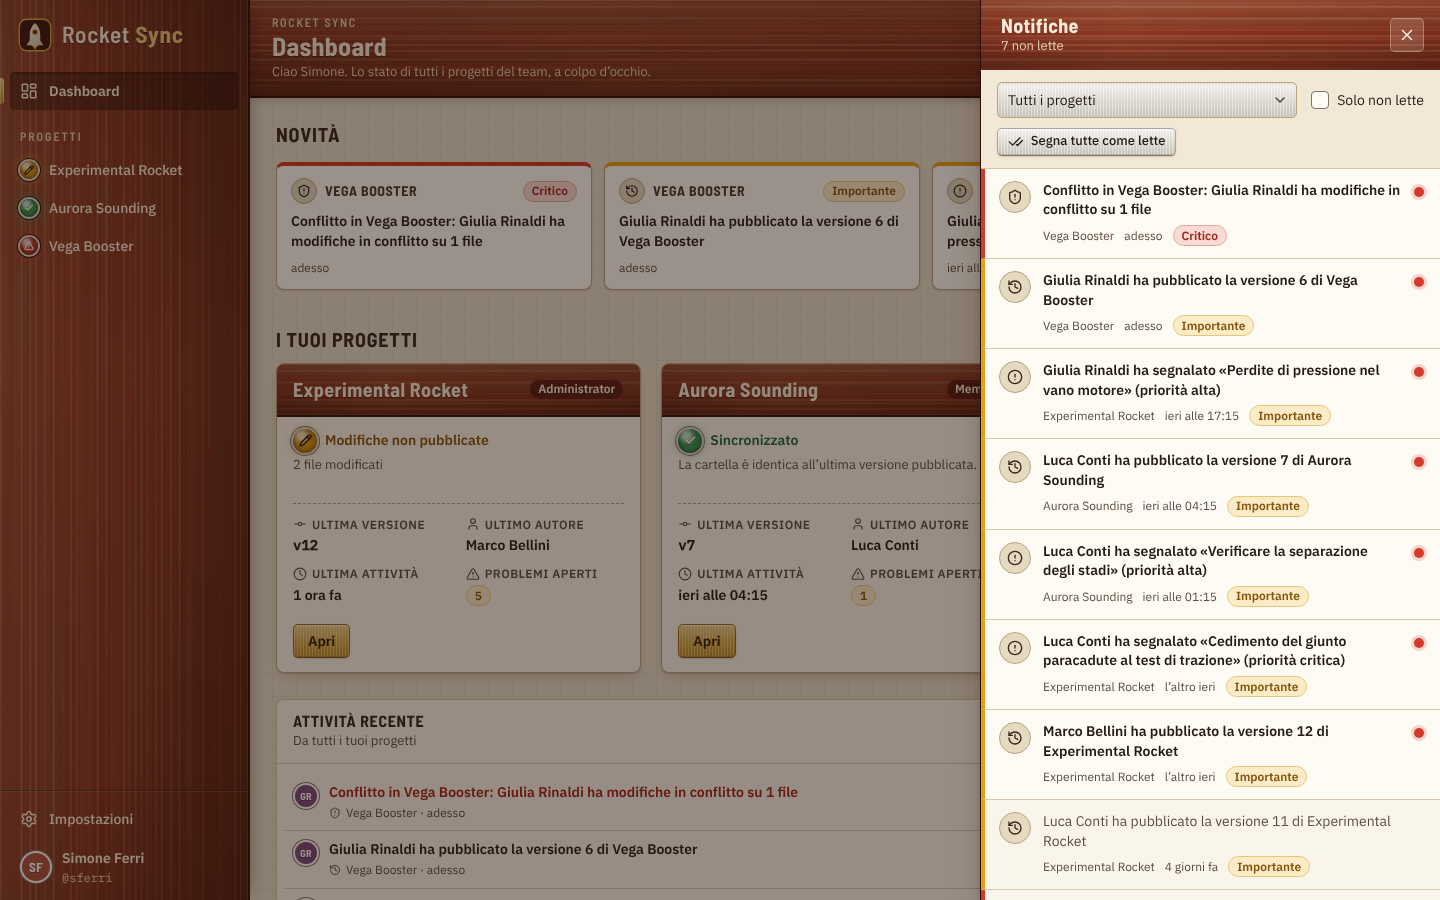 Rocket Sync
Dashboard
PROGETTI
Experimental Rocket
Aurora Sounding
Vega Booster
Impostazioni
SF
Simone Ferri
@sferri
ROCKET SYNC
Dashboard
Ciao Simone. Lo stato di tutti i progetti del team, a colpo d’occhio.
NOVITÀ
VEGA BOOSTER
Critico
Conflitto in Vega Booster: Giulia Rinaldi ha
modifiche in conflitto su 1 file
adesso
VEGA BOOSTER
Importante
Giulia Rinaldi ha pubblicato la versione 6 di
Vega Booster
adesso
Giulia
press
ieri all
I TUOI PROGETTI
Experimental Rocket
Administrator
Modifiche non pubblicate
2 file modificati
ULTIMA VERSIONE
v12
ULTIMO AUTORE
Marco Bellini
ULTIMA ATTIVITÀ
1 ora fa
PROBLEMI APERTI
5
Apri
Aurora Sounding
Mem
Sincronizzato
La cartella è identica all’ultima versione pubblicata.
ULTIMA VERSIONE
v7
ULTIMO AUTORE
Luca Conti
ULTIMA ATTIVITÀ
ieri alle 04:15
PROBLEMI APERTI
1
Apri
ATTIVITÀ RECENTE
Da tutti i tuoi progetti
GR
Conflitto in Vega Booster: Giulia Rinaldi ha modifiche in conflitto su 1 file
Vega Booster · adesso
GR
Giulia Rinaldi ha pubblicato la versione 6 di Vega Booster
Vega Booster · adesso
Notifiche
7 non lette
Tutti i progetti
Solo non lette
Segna tutte come lette
Conflitto in Vega Booster: Giulia Rinaldi ha modifiche in
conflitto su 1 file
Vega Booster adesso Critico
Giulia Rinaldi ha pubblicato la versione 6 di Vega
Booster
Vega Booster adesso Importante
Giulia Rinaldi ha segnalato «Perdite di pressione nel
vano motore» (priorità alta)
Experimental Rocket ieri alle 17:15 Importante
Luca Conti ha pubblicato la versione 7 di Aurora
Sounding
Aurora Sounding ieri alle 04:15 Importante
Luca Conti ha segnalato «Verificare la separazione
degli stadi» (priorità alta)
Aurora Sounding ieri alle 01:15 Importante
Luca Conti ha segnalato «Cedimento del giunto
paracadute al test di trazione» (priorità critica)
Experimental Rocket l’altro ieri Importante
Marco Bellini ha pubblicato la versione 12 di
Experimental Rocket
Experimental Rocket l’altro ieri Importante
Luca Conti ha pubblicato la versione 11 di Experimental
Rocket
Experimental Rocket 4 giorni fa Importante